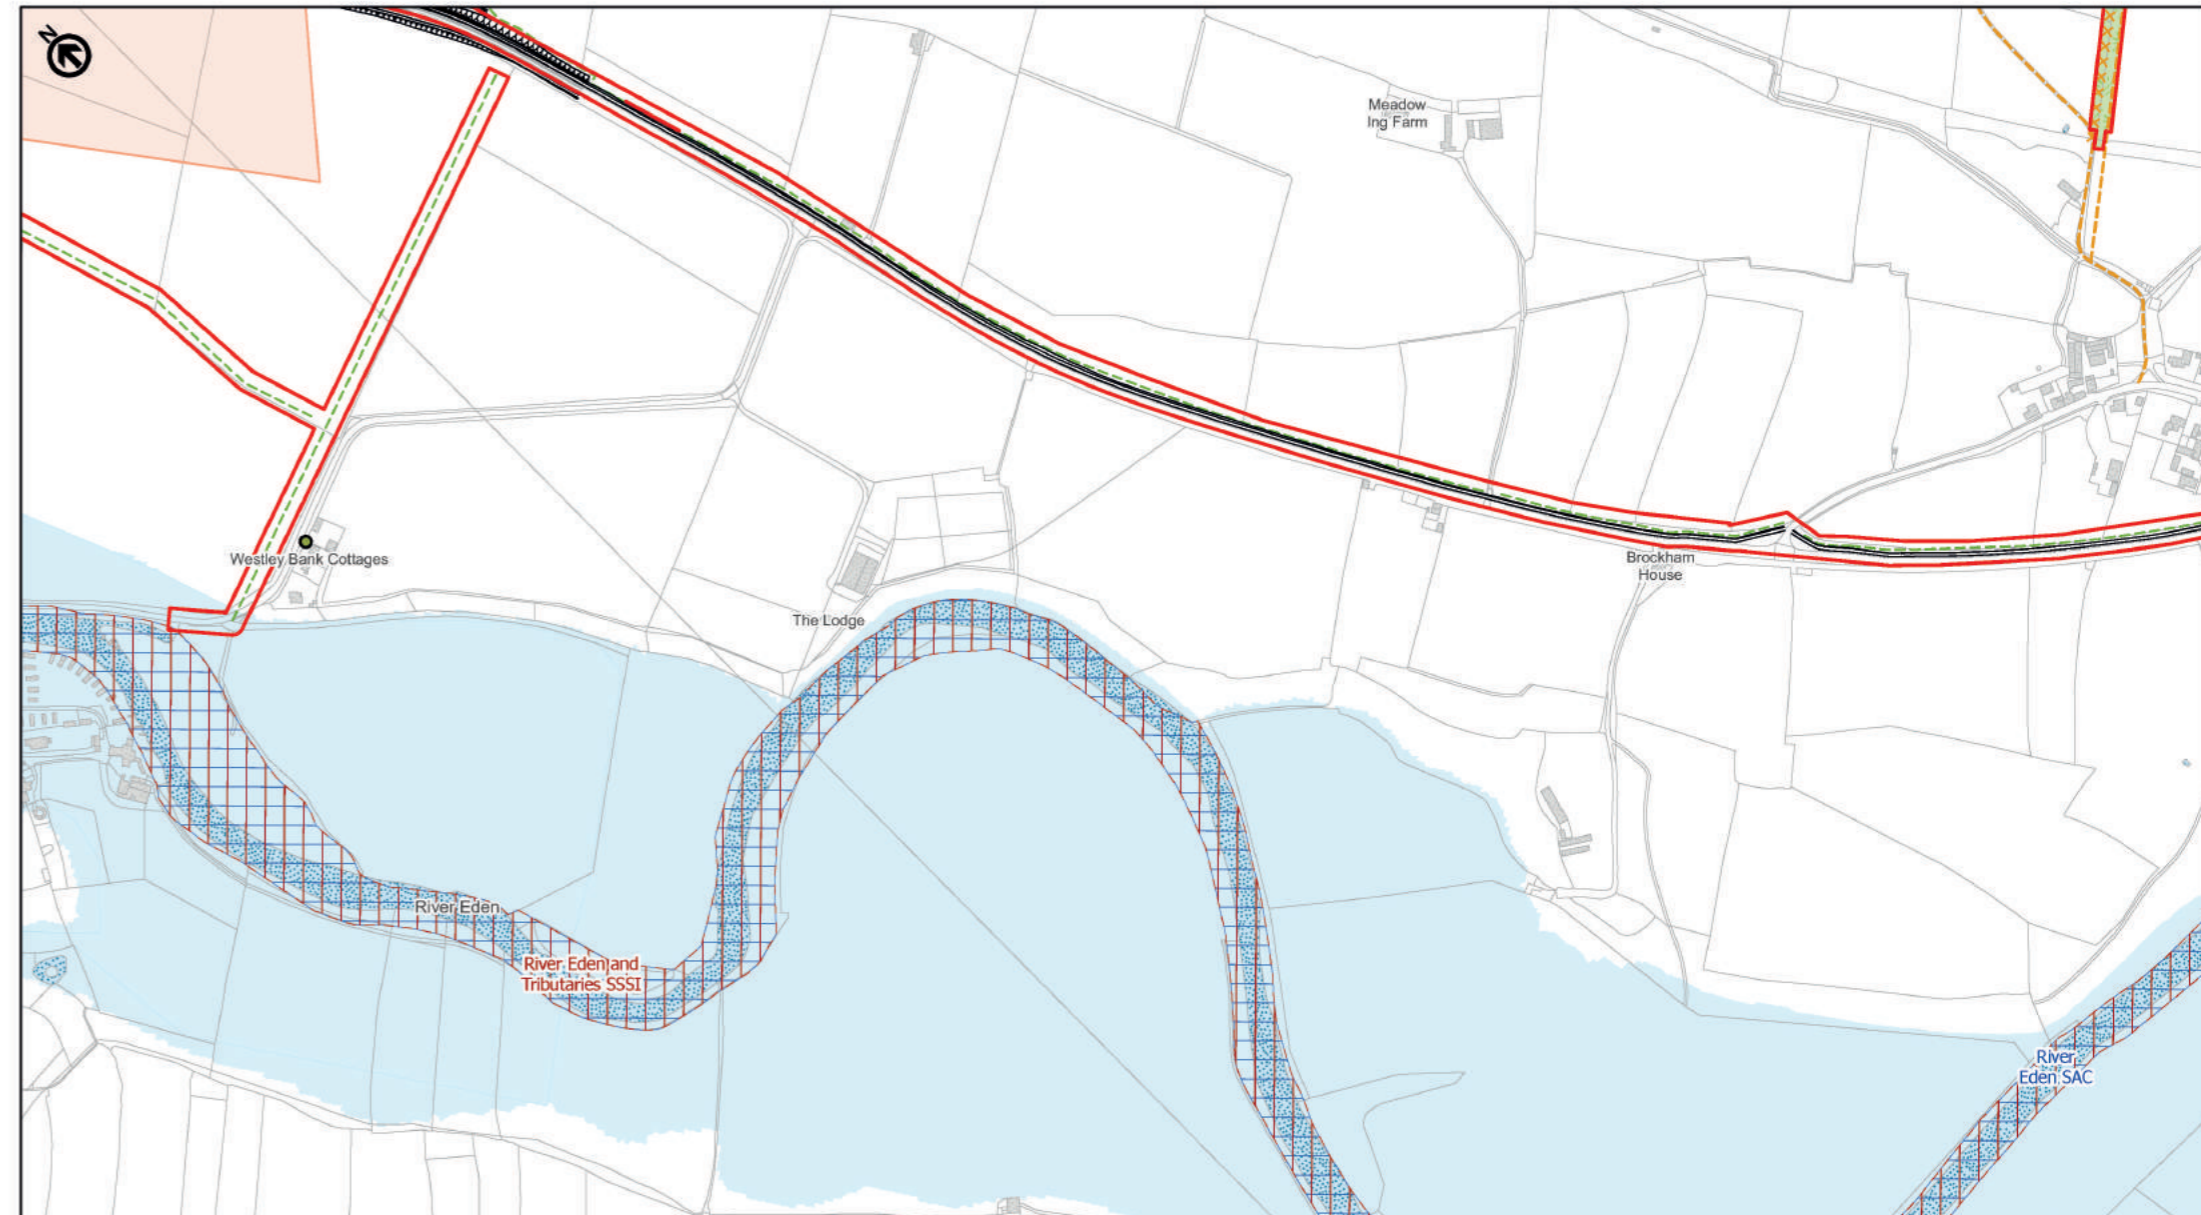 N
Meadow
Ing Farm
Westley Bank Cottages
Brockham
House
The Lodge
River Eden
River Eden and
Tributaries SSSI
River
Eden SAC